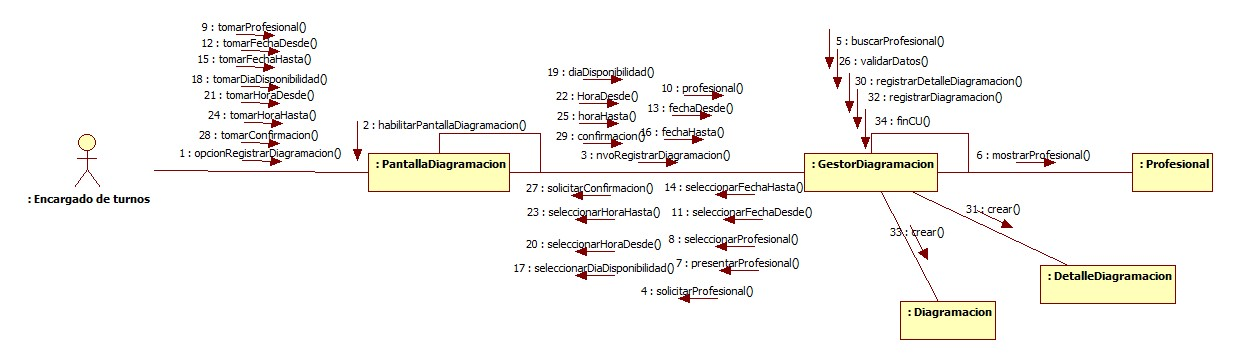 9 : tomarProfesional()
12 : tomarFechaDesde()
15 : tomarFechaHasta()
18 : tomarDiaDisponibilidad()
21 : tomarHoraDesde()
24 : tomarHoraHasta()
28 : tomarConfirmacion()
1 : opcionRegistrarDiagramacion()
2 : habilitarPantallaDiagramacion()
19 : diaDisponibilidad()
22 : HoraDesde()
25 : horaHasta()
29 : confirmacion()
10 : profesional()
13 : fechaDesde()
16 : fechaHasta()
3 : nvoRegistrarDiagramacion()
5 : buscarProfesional()
26 : validarDatos()
30 : registrarDetalleDiagramacion()
32 : registrarDiagramacion()
34 : finCU()
6 : mostrarProfesional()
: Encargado de turnos
: PantallaDiagramacion
: GestorDiagramacion
: Profesional
27 : solicitarConfirmacion()
23 : seleccionarHoraHasta()
20 : seleccionarHoraDesde()
17 : seleccionarDiaDisponibilidad()
14 : seleccionarFechaHasta()
11 : seleccionarFechaDesde()
8 : seleccionarProfesional()
7 : presentarProfesional()
4 : solicitarProfesional()
31 : crear()
33 : crear()
: DetalleDiagramacion
: Diagramacion